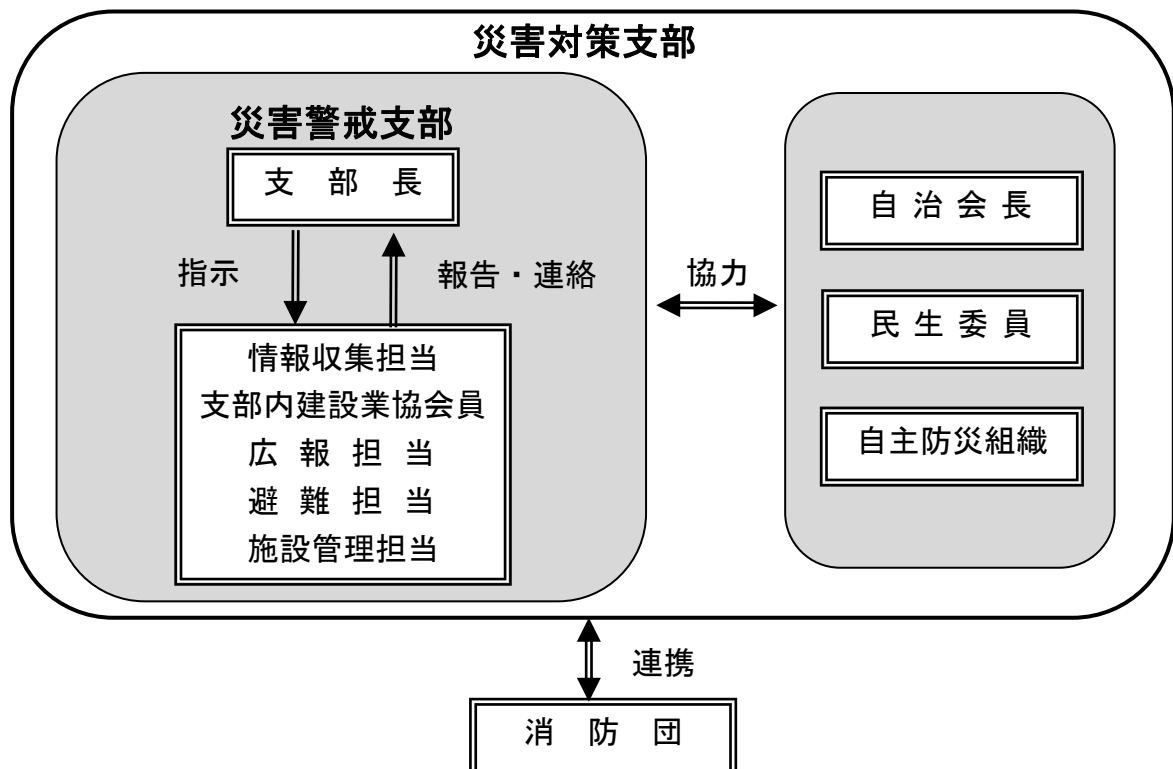 災害対策支部
災害警戒支部
支　部　長
指示
報告・連絡
情報収集担当
支部内建設業協会員
広　報　担　当
避　難　担　当
施設管理担当
協力
自 治 会 長
民 生 委 員
自主防災組織
連携
消　防　団